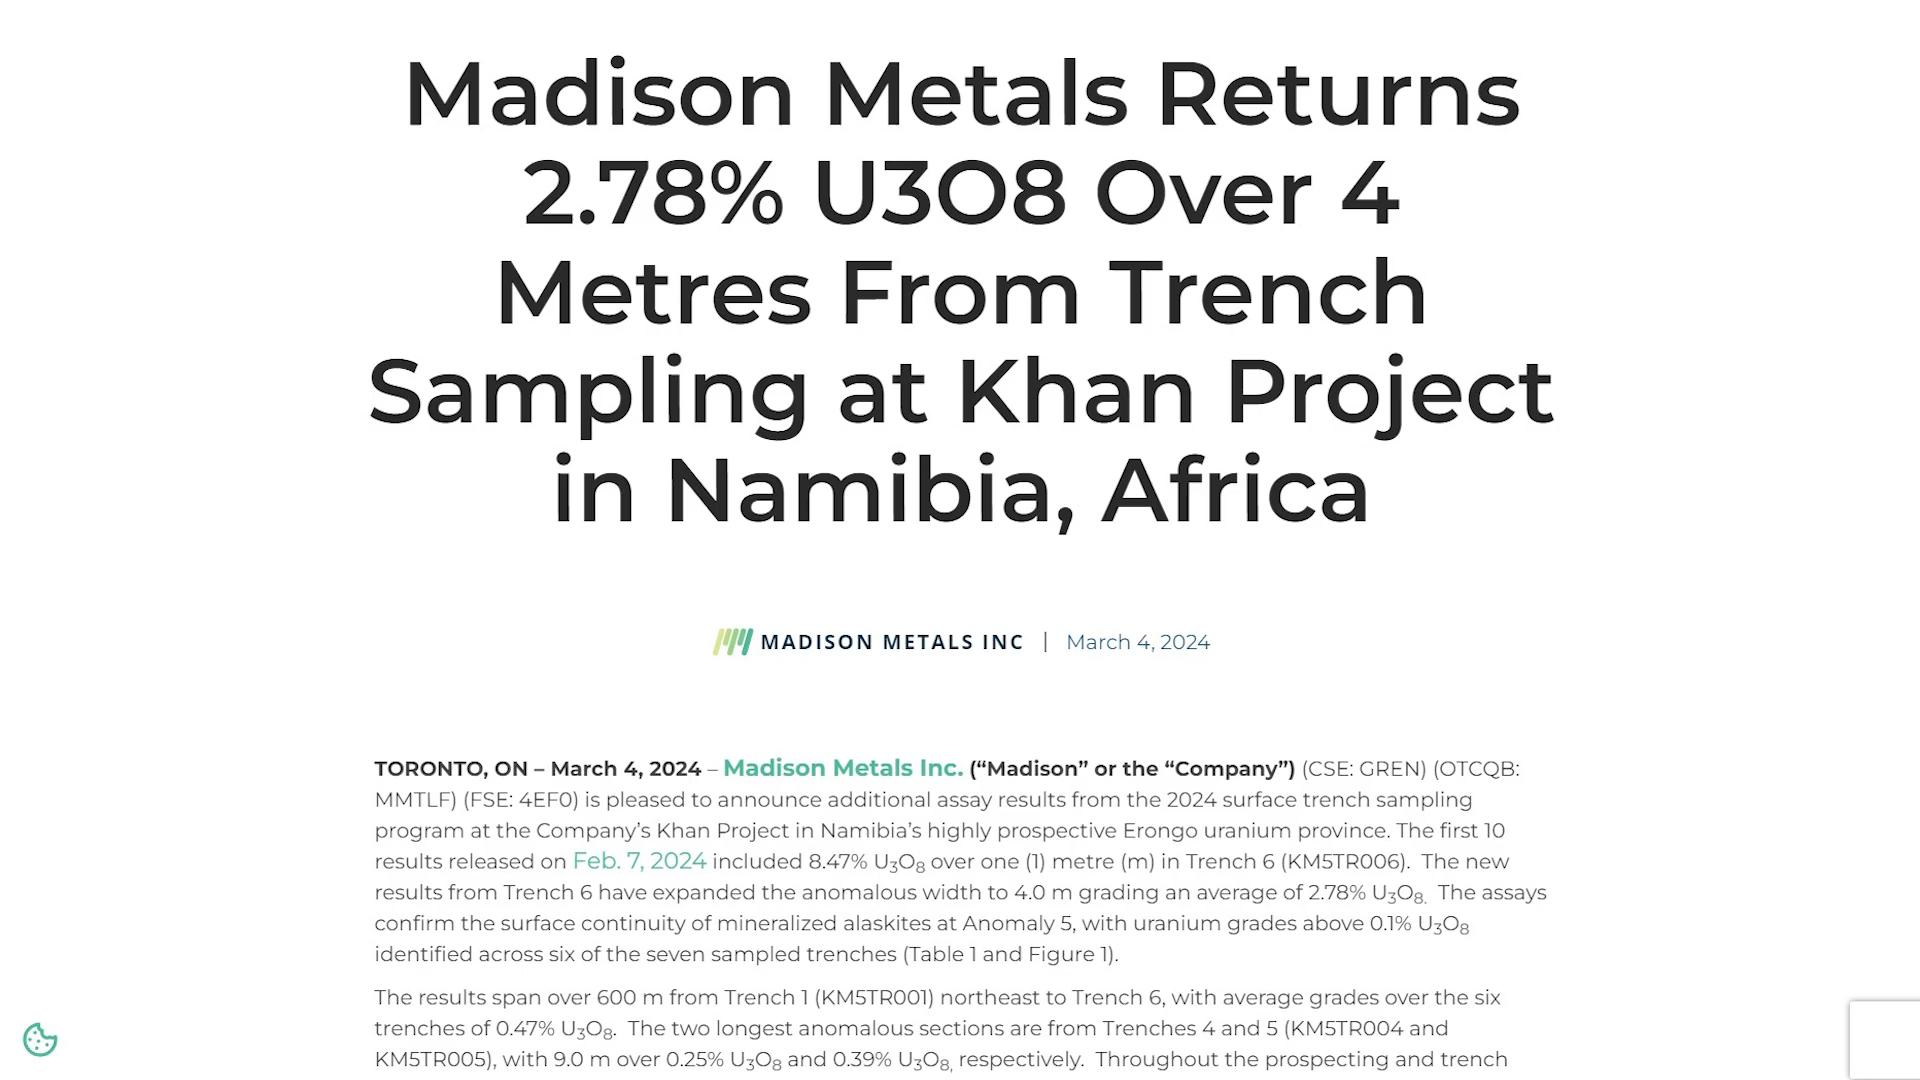 Madison Metals Returns
2.78% U3O8 Over 4
Metres From Trench
Sampling at Khan Project
in Namibia, Africa
MADISON METALS INC | March 4, 2024
TORONTO, ON – March 4, 2024 – Madison Metals Inc. (“Madison” or the “Company”) (CSE: GREN) (OTCQB:
MMTLF) (FSE: 4EF0) is pleased to announce additional assay results from the 2024 surface trench sampling
program at the Company’s Khan Project in Namibia’s highly prospective Erongo uranium province. The first 10
results released on Feb. 7, 2024 included 8.47% U₃O₈ over one (1) metre (m) in Trench 6 (KM5TR006).  The new
results from Trench 6 have expanded the anomalous width to 4.0 m grading an average of 2.78% U₃O₈.  The assays
confirm the surface continuity of mineralized alaskites at Anomaly 5, with uranium grades above 0.1% U₃O₈
identified across six of the seven sampled trenches (Table 1 and Figure 1).
The results span over 600 m from Trench 1 (KM5TR001) northeast to Trench 6, with average grades over the six
trenches of 0.47% U₃O₈.  The two longest anomalous sections are from Trenches 4 and 5 (KM5TR004 and
KM5TR005), with 9.0 m over 0.25% U₃O₈ and 0.39% U₃O₈, respectively.  Throughout the prospecting and trench